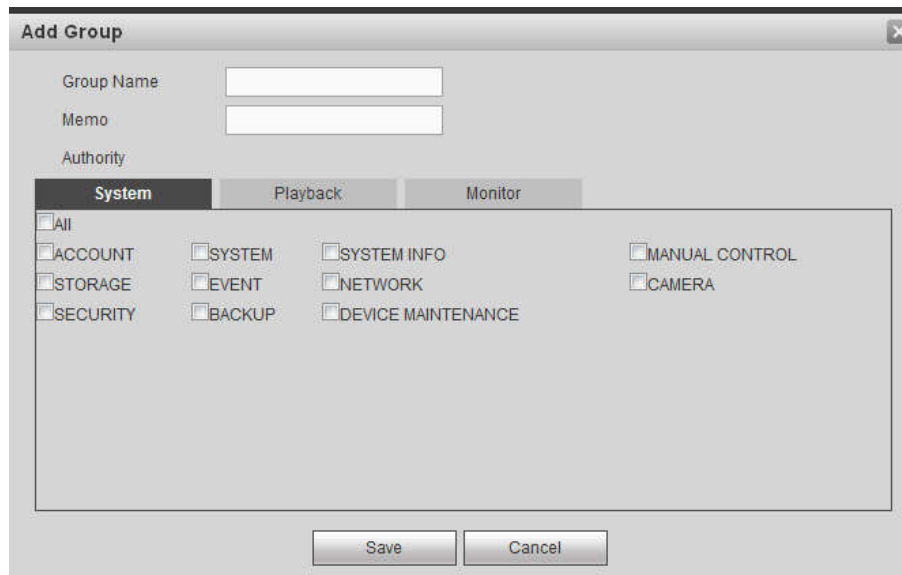 Add Group
Group Name
Memo
Authority
System Playback Monitor
All
ACCOUNT SYSTEM SYSTEM INFO MANUAL CONTROL
STORAGE EVENT NETWORK CAMERA
SECURITY BACKUP DEVICE MAINTENANCE
Save Cancel